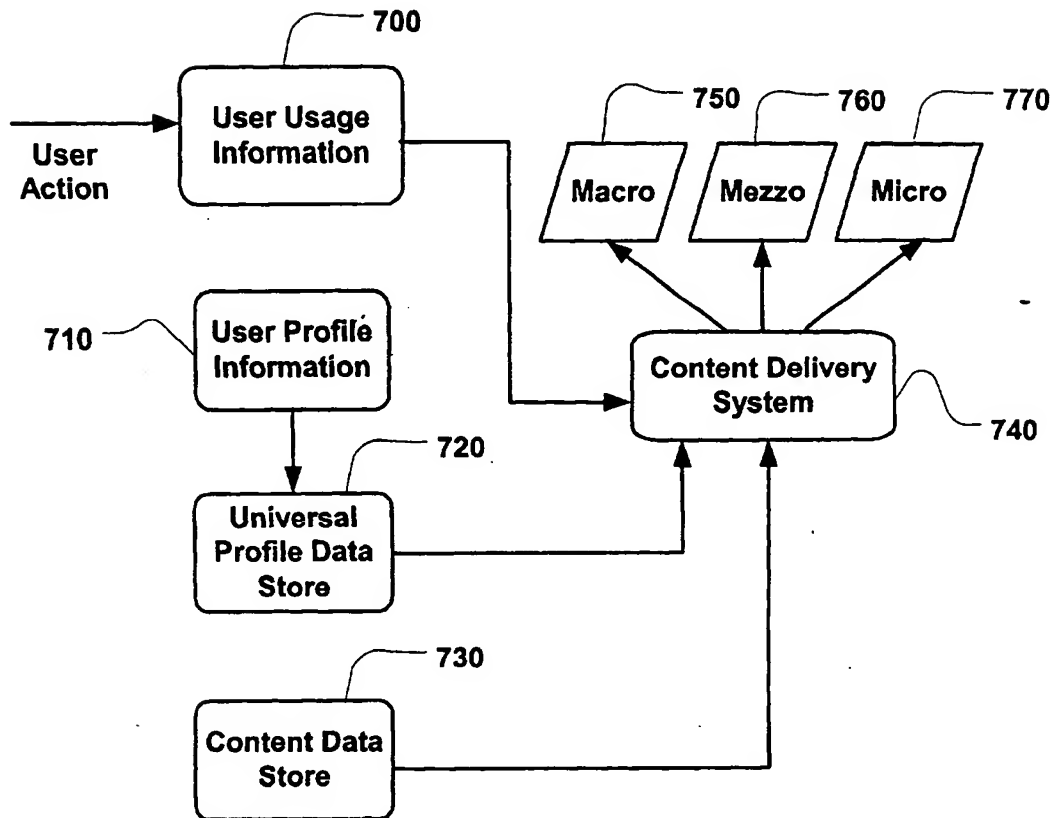 700
User Usage
Information
User
Action
750
760
770
Macro
Mezzo
Micro
710
User Profile
Information
Content Delivery
System
740
720
Universal
Profile Data
Store
730
Content Data
Store